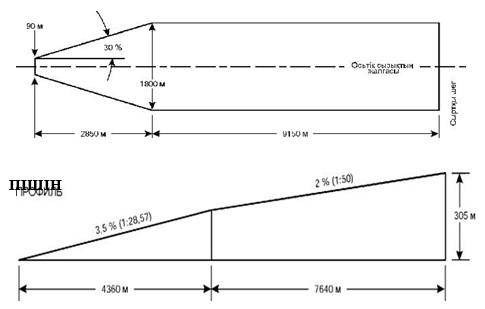 90 м
30 %
1800 м
Осьтік сызықтың
жалғасы
Сыртқы шегі
2850 м
9150 м
ПІШІН
ПРОФИЛЬ
2 % (1:50)
3,5 % (1:28,57)
305 м
4360 м
7640 м